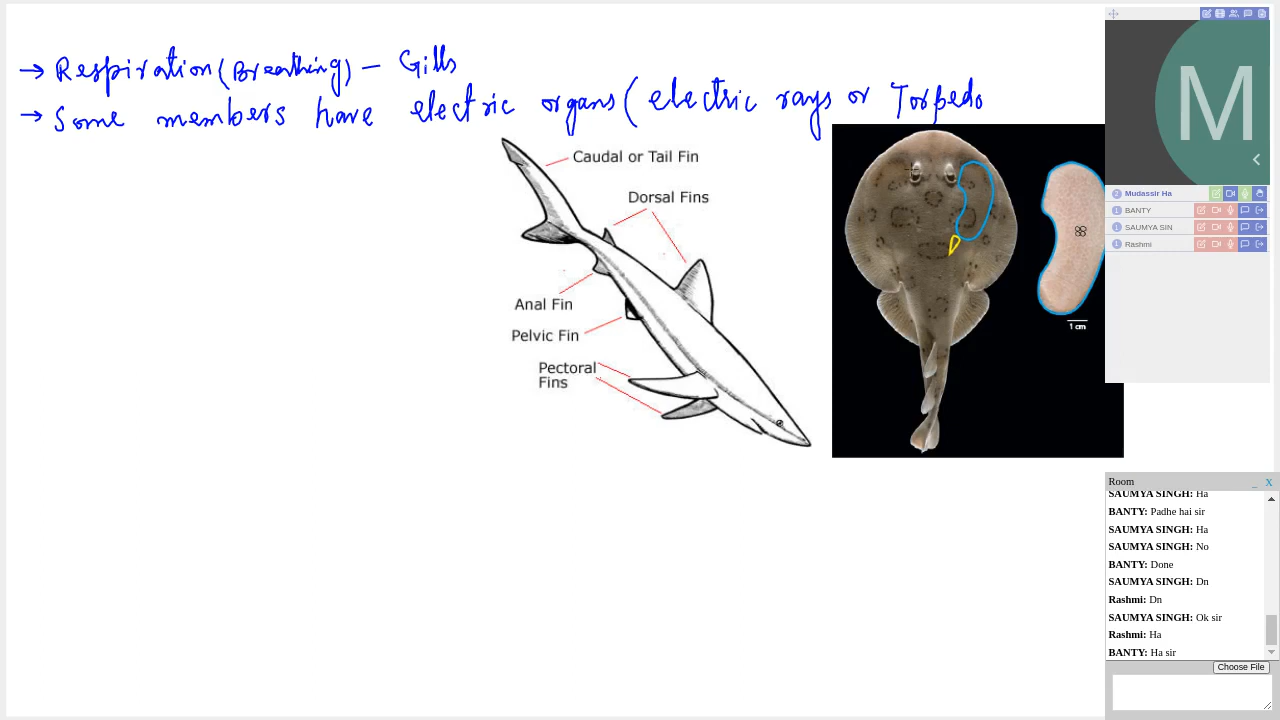 → Respiration (Breathing) - Gills
→ Some members have electric organs ( electric rays or Torpedo
Caudal or Tail Fin
Dorsal Fins
Anal Fin
Pelvic Fin
Pectoral
Fins
1 cm
M
Mudassir Ha
BANTY
SAUMYA SIN
Rashmi
Room
_ X
SAUMYA SINGH: Ha
BANTY: Padhe hai sir
SAUMYA SINGH: Ha
SAUMYA SINGH: No
BANTY: Done
SAUMYA SINGH: Dn
Rashmi: Dn
SAUMYA SINGH: Ok sir
Rashmi: Ha
BANTY: Ha sir
Choose File